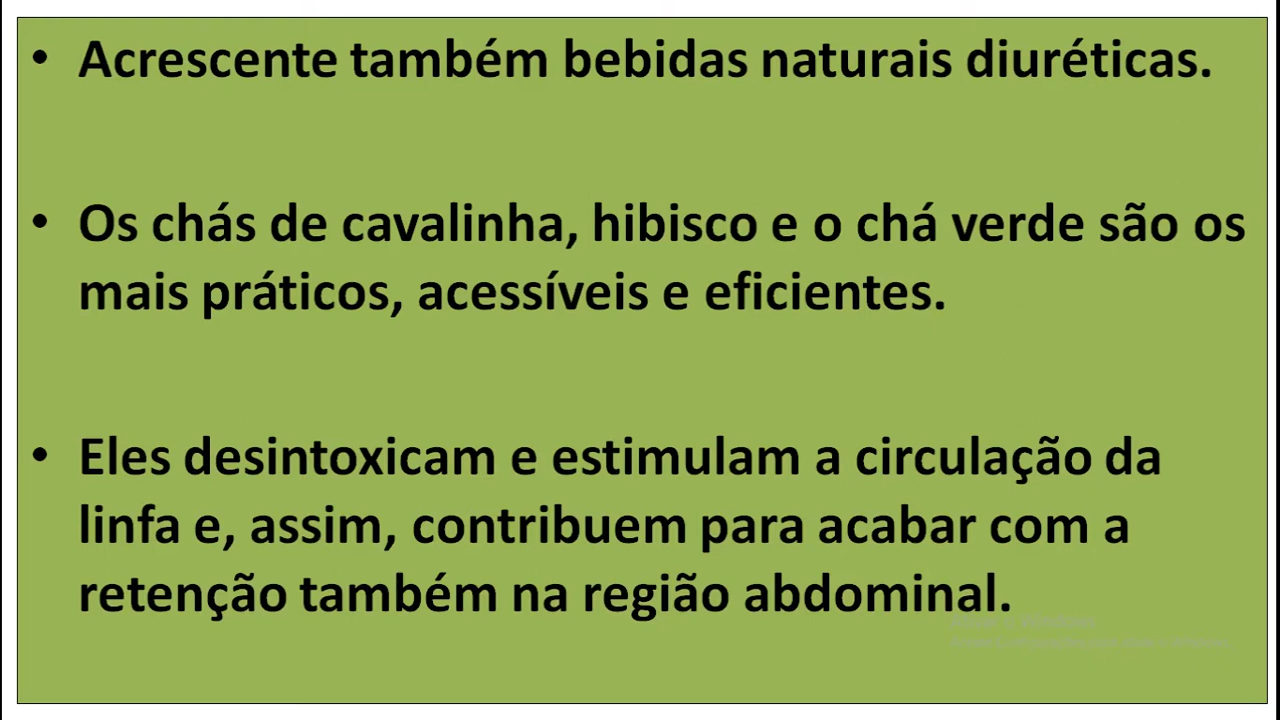 • Acrescente também bebidas naturais diuréticas.
• Os chás de cavalinha, hibisco e o chá verde são os
mais práticos, acessíveis e eficientes.
• Eles desintoxicam e estimulam a circulação da
linfa e, assim, contribuem para acabar com a
retenção também na região abdominal.